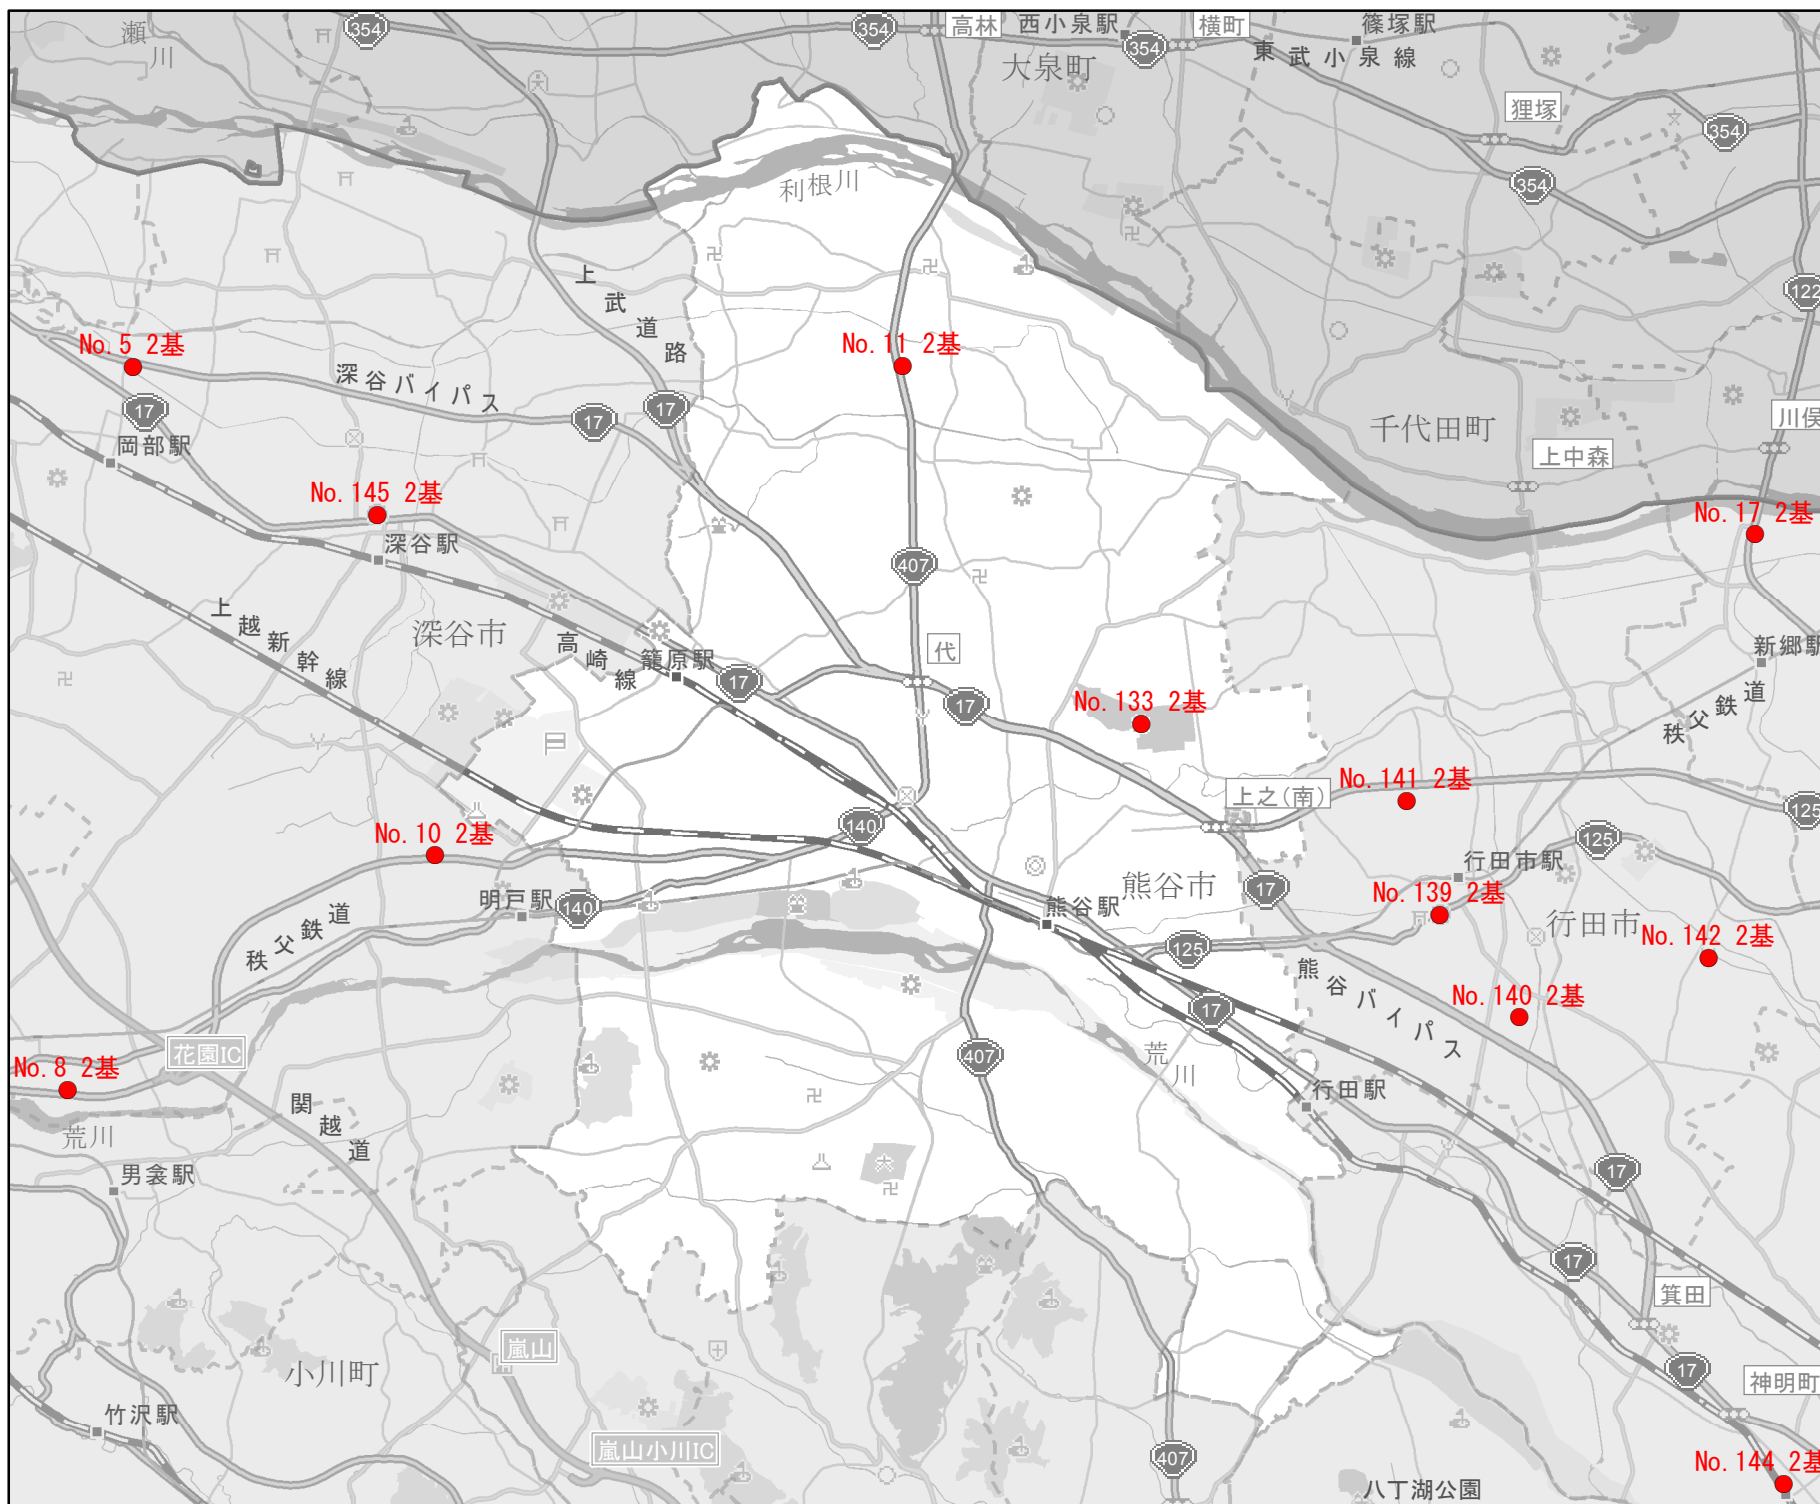 瀬川
354
354
高林
西小泉駅
354
横町
篠塚駅
東武小泉線
大泉町
狸塚
354
354
利根川
122
上武道路
No.5 2基
No.11 2基
深谷バイパス
17
17
17
岡部駅
千代田町
川俣
上中森
No.145 2基
No.17 2基
深谷駅
407
上越新幹線
深谷市
高崎線
籠原駅
代
新郷駅
17
17
No.133 2基
秩父鉄道
上之(南)
No.141 2基
125
140
No.10 2基
125
行田市駅
熊谷市
17
No.139 2基
明戸駅
140
熊谷駅
行田市
秩父鉄道
125
No.142 2基
熊谷バイパス
No.140 2基
17
花園IC
407
荒川
No.8 2基
行田駅
関越道
荒川
男衾駅
17
17
箕田
嵐山
小川町
17
神明町
竹沢駅
嵐山小川IC
407
No.144 2基
八丁湖公園